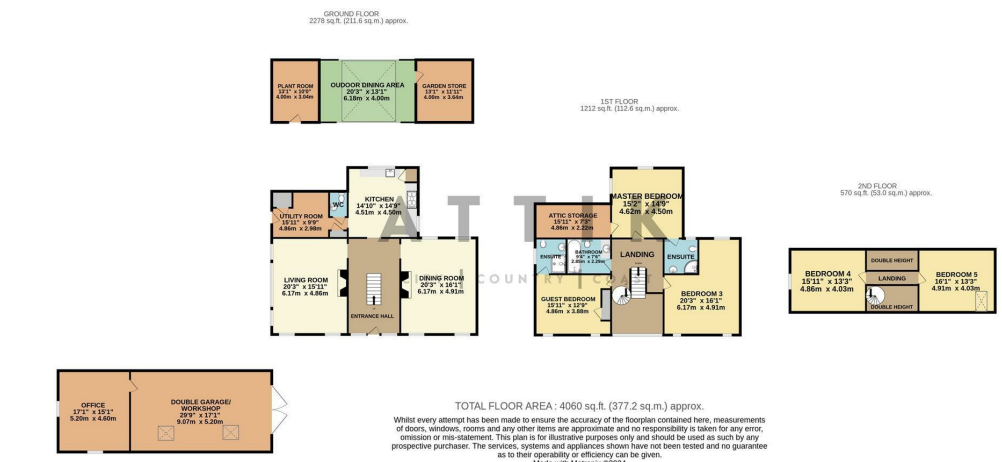 GROUND FLOOR
2278 sq.ft. (211.6 sq.m.) approx.
PLANT ROOM
13'1" x 10'0"
4.00m x 3.04m
OUDOOR DINING AREA
20'3" x 13'1"
6.18m x 4.00m
GARDEN STORE
13'1" x 11'11"
4.00m x 3.64m
1ST FLOOR
1212 sq.ft. (112.6 sq.m.) approx.
2ND FLOOR
570 sq.ft. (53.0 sq.m.) approx.
KITCHEN
14'10" x 14'9"
4.51m x 4.50m
WC
UTILITY ROOM
15'11" x 9'9"
4.86m x 2.98m
LIVING ROOM
20'3" x 15'11"
6.17m x 4.86m
DINING ROOM
20'3" x 16'1"
6.17m x 4.91m
ENTRANCE HALL
MASTER BEDROOM
15'2" x 14'9"
4.62m x 4.50m
ATTIC STORAGE
15'11" x 7'3"
4.86m x 2.22m
ENSUITE
BATHROOM
9'4" x 7'6"
2.85m x 2.29m
LANDING
ENSUITE
GUEST BEDROOM
15'11" x 12'9"
4.86m x 3.88m
BEDROOM 3
20'3" x 16'1"
6.17m x 4.91m
BEDROOM 4
15'11" x 13'3"
4.86m x 4.03m
DOUBLE HEIGHT
LANDING
DOUBLE HEIGHT
BEDROOM 5
16'1" x 13'3"
4.91m x 4.03m
ATTIK
COUNTRY | COAST
OFFICE
17'1" x 15'1"
5.20m x 4.60m
DOUBLE GARAGE/
WORKSHOP
29'9" x 17'1"
9.07m x 5.20m
TOTAL FLOOR AREA : 4060 sq.ft. (377.2 sq.m.) approx.
Whilst every attempt has been made to ensure the accuracy of the floorplan contained here, measurements
of doors, windows, rooms and any other items are approximate and no responsibility is taken for any error,
omission or mis-statement. This plan is for illustrative purposes only and should be used as such by any
prospective purchaser. The services, systems and appliances shown have not been tested and no guarantee
as to their operability or efficiency can be given.